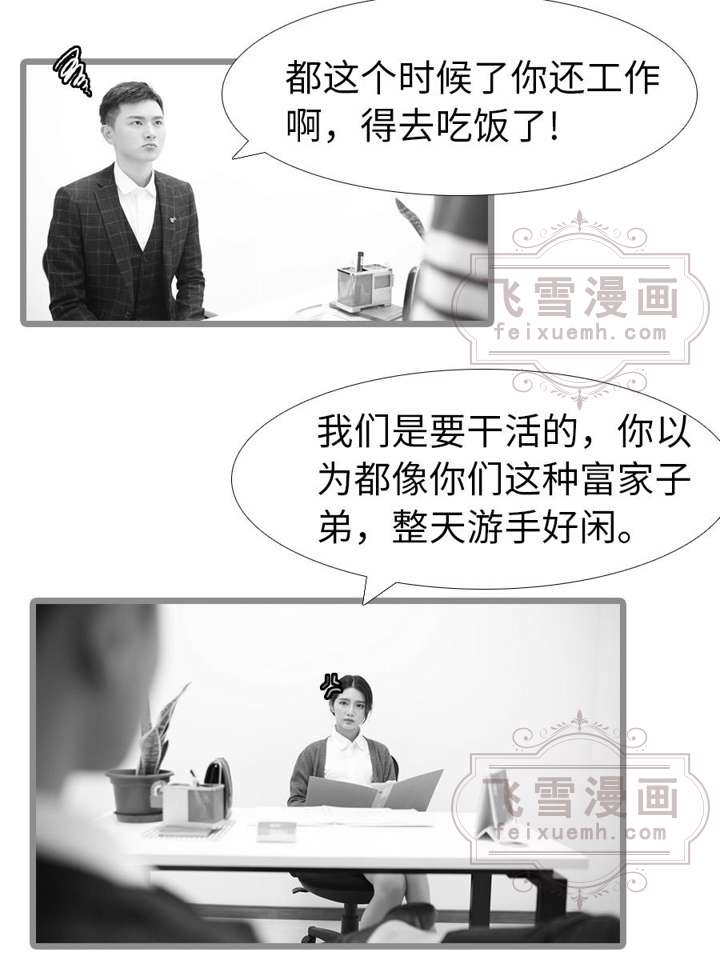 都这个时候了你还工作
啊，得去吃饭了!
飞雪漫画
feixuemh.com
我们是要干活的，你以
为都像你们这种富家子
弟，整天游手好闲。
飞雪漫画
feixuemh.com